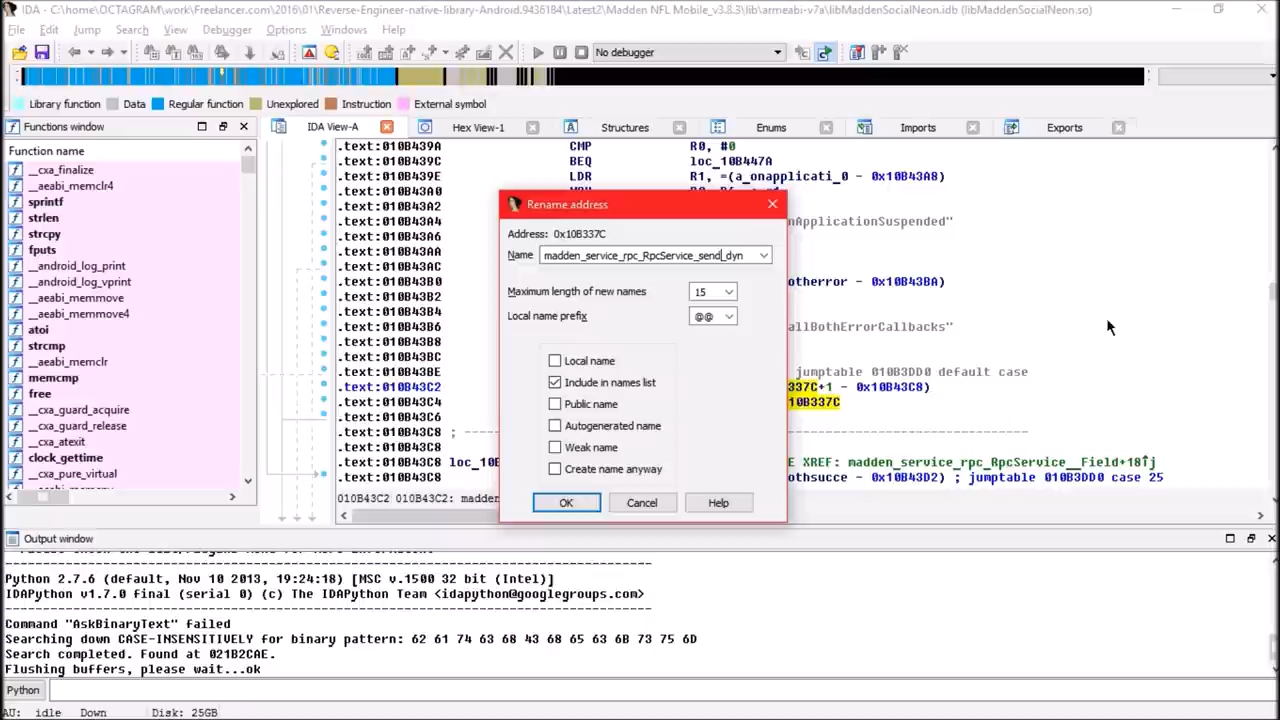 IDA - C:\home\OCTAGRAM\work\Freelancer.com\2016\01\Reverse-Engineer-native-library-Android.9436184\Latest2\Madden NFL Mobile_v3.8.3\lib\armeabi-v7a\libMaddenSocialNeon.idb (libMaddenSocialNeon.so)
File Edit Jump Search View Debugger Options Windows Help
No debugger
Library function Data Regular function Unexplored Instruction External symbol
Functions window
IDA View-A Hex View-1 Structures Enums Imports Exports
Function name
__cxa_finalize
__aeabi_memclr4
sprintf
strlen
strcpy
fputs
__android_log_print
__android_log_vprint
__aeabi_memmove
__aeabi_memmove4
atoi
strcmp
__aeabi_memclr
memcmp
free
__cxa_guard_acquire
__cxa_guard_release
__cxa_atexit
clock_gettime
__cxa_pure_virtual
.text:010B439A CMP R0, #0
.text:010B439C BEQ loc_10B447A
.text:010B439E LDR R1, =(a_onapplicati_0 - 0x10B43A8)
.text:010B43A0
.text:010B43A2
.text:010B43A4 nApplicationSuspended"
.text:010B43A6
.text:010B43AA
.text:010B43AC
.text:010B43AE otherror - 0x10B43BA)
.text:010B43B2
.text:010B43B4
.text:010B43B6 allBothErrorCallbacks"
.text:010B43B8
.text:010B43BC
.text:010B43BE jumptable 010B3DD0 default case
.text:010B43C2 337C+1 - 0x10B43C8)
.text:010B43C4 10B337C
.text:010B43C6
.text:010B43C8 ; ---------------------------------------------------------------------------
.text:010B43C8
.text:010B43C8 loc_10B E XREF: madden_service_rpc_RpcService__Field+18↑j
.text:010B43C8 othsucce - 0x10B43D2) ; jumptable 010B3DD0 case 25
010B43C2 010B43C2: madden
Rename address
Address: 0x10B337C
Name madden_service_rpc_RpcService_send_dyn
Maximum length of new names 15
Local name prefix @@
Local name
Include in names list
Public name
Autogenerated name
Weak name
Create name anyway
OK Cancel Help
Output window
---------------------------------------------------------------------------
Python 2.7.6 (default, Nov 10 2013, 19:24:18) [MSC v.1500 32 bit (Intel)]
IDAPython v1.7.0 final (serial 0) (c) The IDAPython Team <idapython@googlegroups.com>
---------------------------------------------------------------------------
Command "AskBinaryText" failed
Searching down CASE-INSENSITIVELY for binary pattern: 62 61 74 63 68 43 68 65 63 6B 73 75 6D
Search completed. Found at 021B2CAE.
Flushing buffers, please wait...ok
Python
AU: idle Down Disk: 25GB